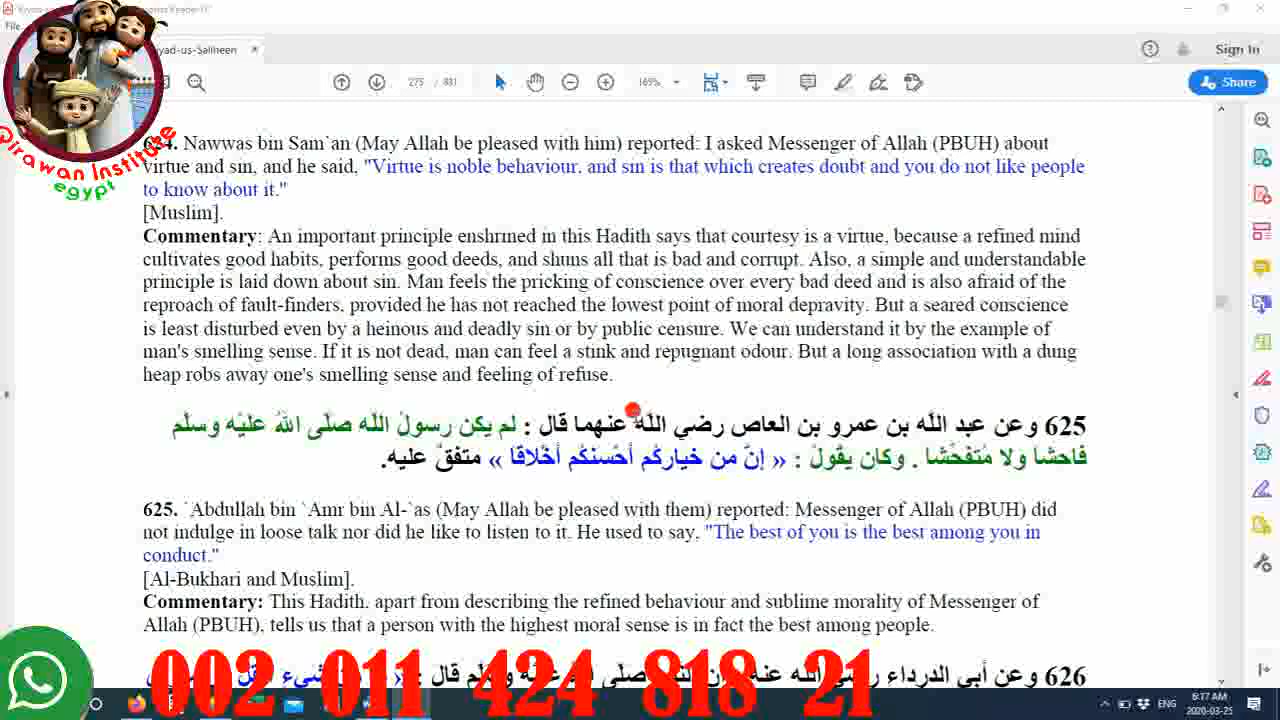 File
yad-us-Saliheen
Sign In
275 / 881
169%
Share
Qirawan Institute
egypt
624. Nawwas bin Sam`an (May Allah be pleased with him) reported: I asked Messenger of Allah (PBUH) about
virtue and sin, and he said, "Virtue is noble behaviour, and sin is that which creates doubt and you do not like people
to know about it."
[Muslim].
Commentary: An important principle enshrined in This Hadith says that courtesy is a virtue, because a refined mind
cultivates good habits, performs good deeds, and shuns all that is bad and corrupt. Also, a simple and understandable
principle is laid down about sin. Man feels the pricking of conscience over every bad deed and is also afraid of the
reproach of fault-finders, provided he has not reached the lowest point of moral depravity. But a seared conscience
is least disturbed even by a heinous and deadly sin or by public censure. We can understand it by the example of
man's smelling sense. If it is not dead, man can feel a stink and repugnant odour. But a long association with a dung
heap robs away one's smelling sense and feeling of refuse.
625 وعن عبد اللَّه بن عمرو بن العاص رضي اللَّه عنهما قال : لم يكن رسولُ اللَّه صَلّى اللهُ عَلَيْهِ وسَلَّم
فَاحشاً ولا مُتَفَحِّشا . وكانَ يَقُولُ : « إِنَّ مِن خِيارِكُم أَحْسَنَكُم أَخْلاقًا » متفقٌ عليه.
625. `Abdullah bin `Amr bin Al-`as (May Allah be pleased with them) reported: Messenger of Allah (PBUH) did
not indulge in loose talk nor did he like to listen to it. He used to say, "The best of you is the best among you in
conduct."
[Al-Bukhari and Muslim].
Commentary: This Hadith, apart from describing the refined behaviour and sublime morality of Messenger of
Allah (PBUH), tells us that a person with the highest moral sense is in fact the best among people.
626 وعن أبي الدرداء
002 011 424 818 21
ENG
6:17 AM
2020-03-25